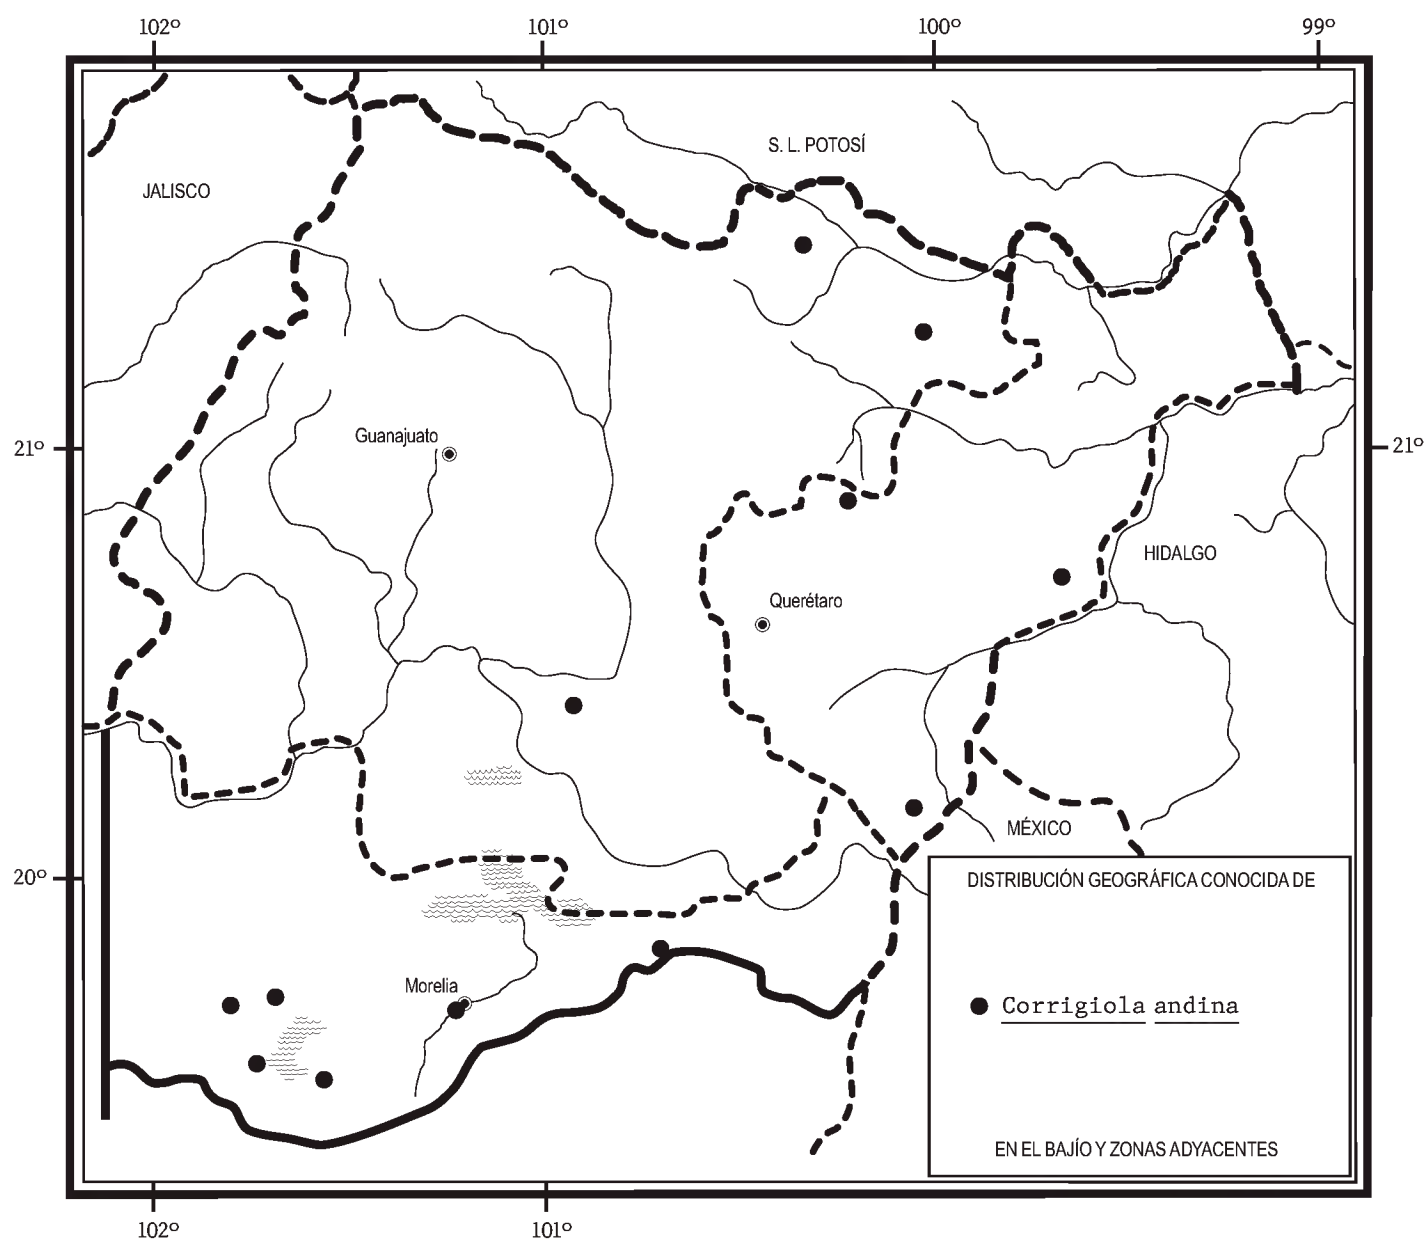 102° 101° 100° 99°
S. L. POTOSÍ
JALISCO
Guanajuato
21° 21°
HIDALGO
Querétaro
MÉXICO
20°
DISTRIBUCIÓN GEOGRÁFICA CONOCIDA DE
Morelia
Corrigiola andina
EN EL BAJÍO Y ZONAS ADYACENTES
102° 101°